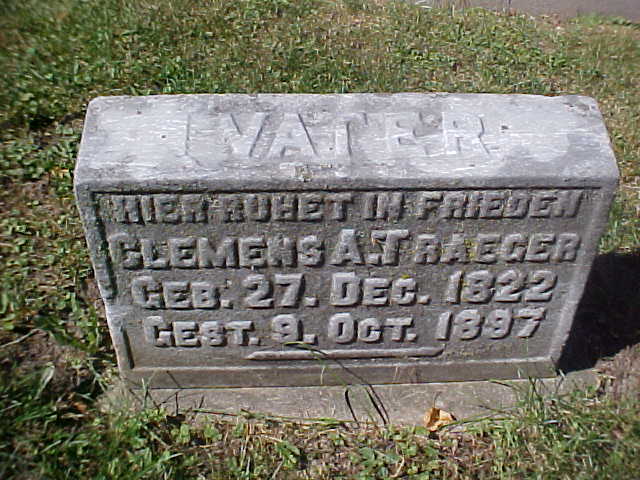 VATER
HIER RUHET IN FRIEDEN
CLEMENS A. TRAEGER
GEB. 27. DEC. 1822
GEST. 9. OCT. 1897